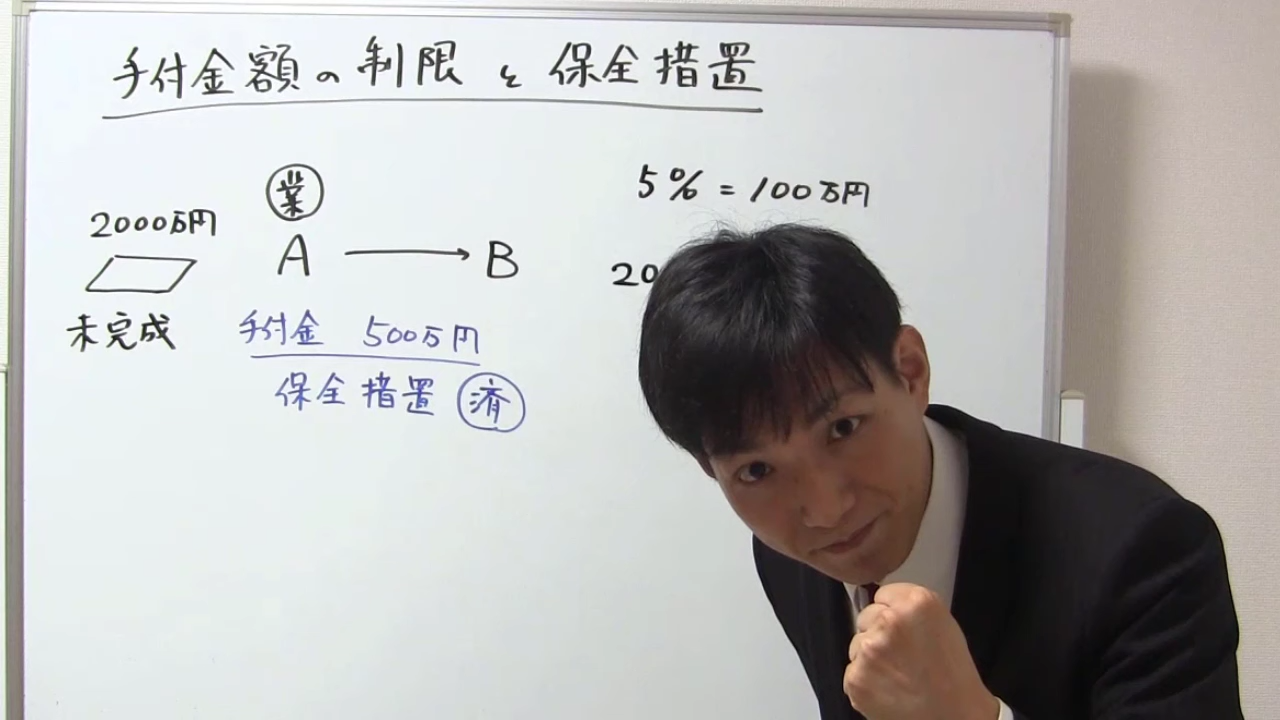 手付金額の制限と保全措置
5%=100万円
業
2000万円
A → B
20
未完成
手付金 500万円
保全措置 済